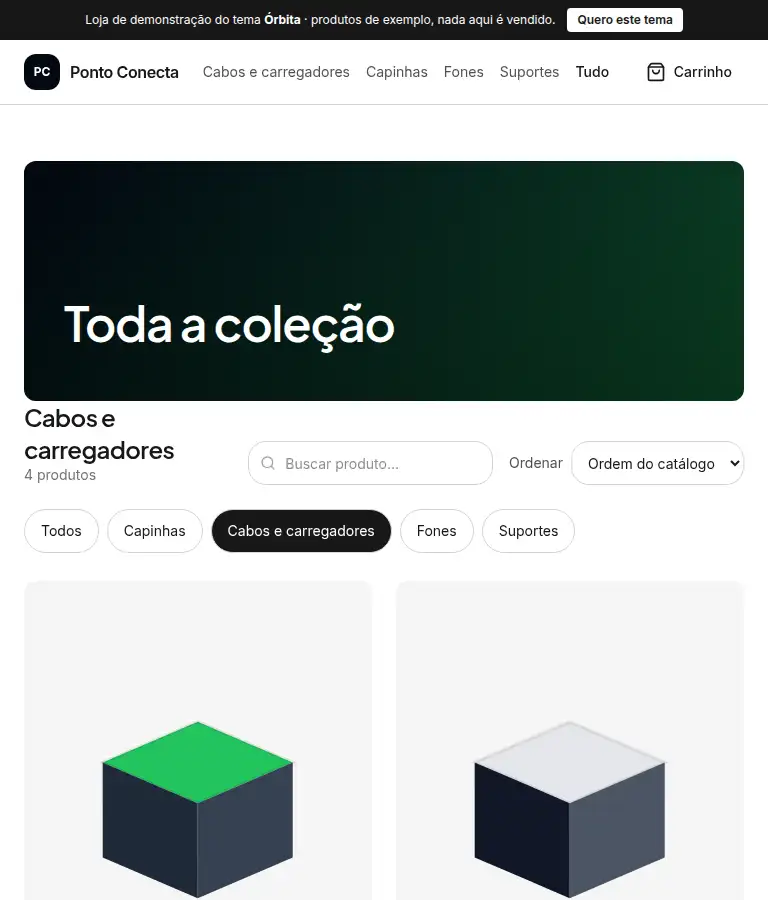 Loja de demonstração do tema Órbita · produtos de exemplo, nada aqui é vendido. Quero este tema
PC Ponto Conecta Cabos e carregadores Capinhas Fones Suportes Tudo Carrinho
Toda a coleção
Cabos e
carregadores
4 produtos
Buscar produto... Ordenar Ordem do catálogo
Todos Capinhas Cabos e carregadores Fones Suportes